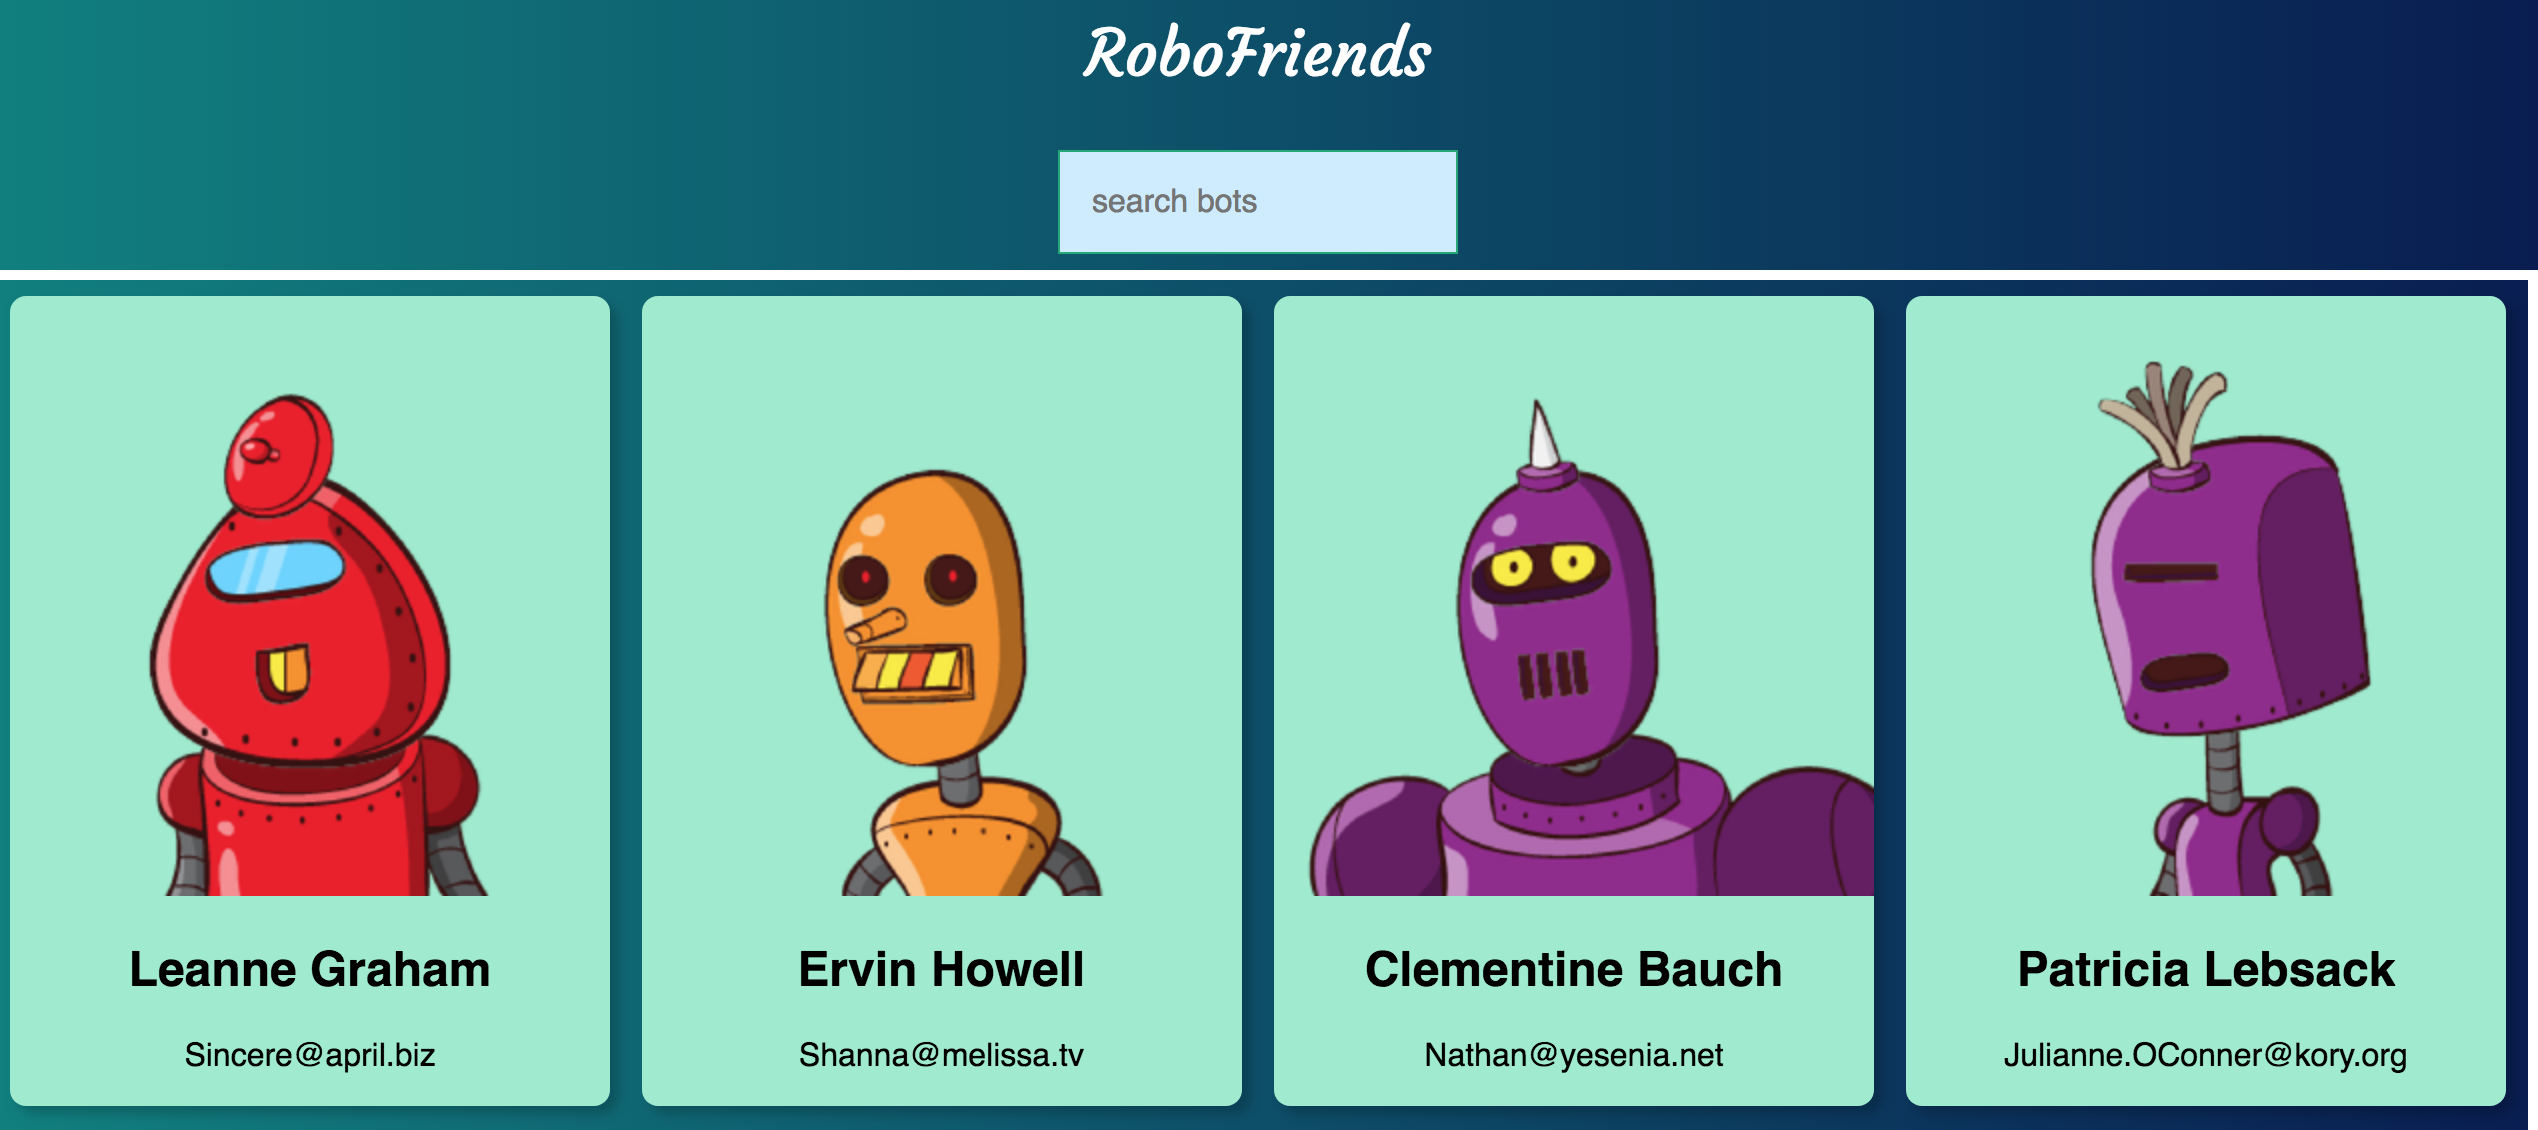 RoboFriends
search bots
Leanne Graham
Sincere@april.biz
Ervin Howell
Shanna@melissa.tv
Clementine Bauch
Nathan@yesenia.net
Patricia Lebsack
Julianne.OConner@kory.org